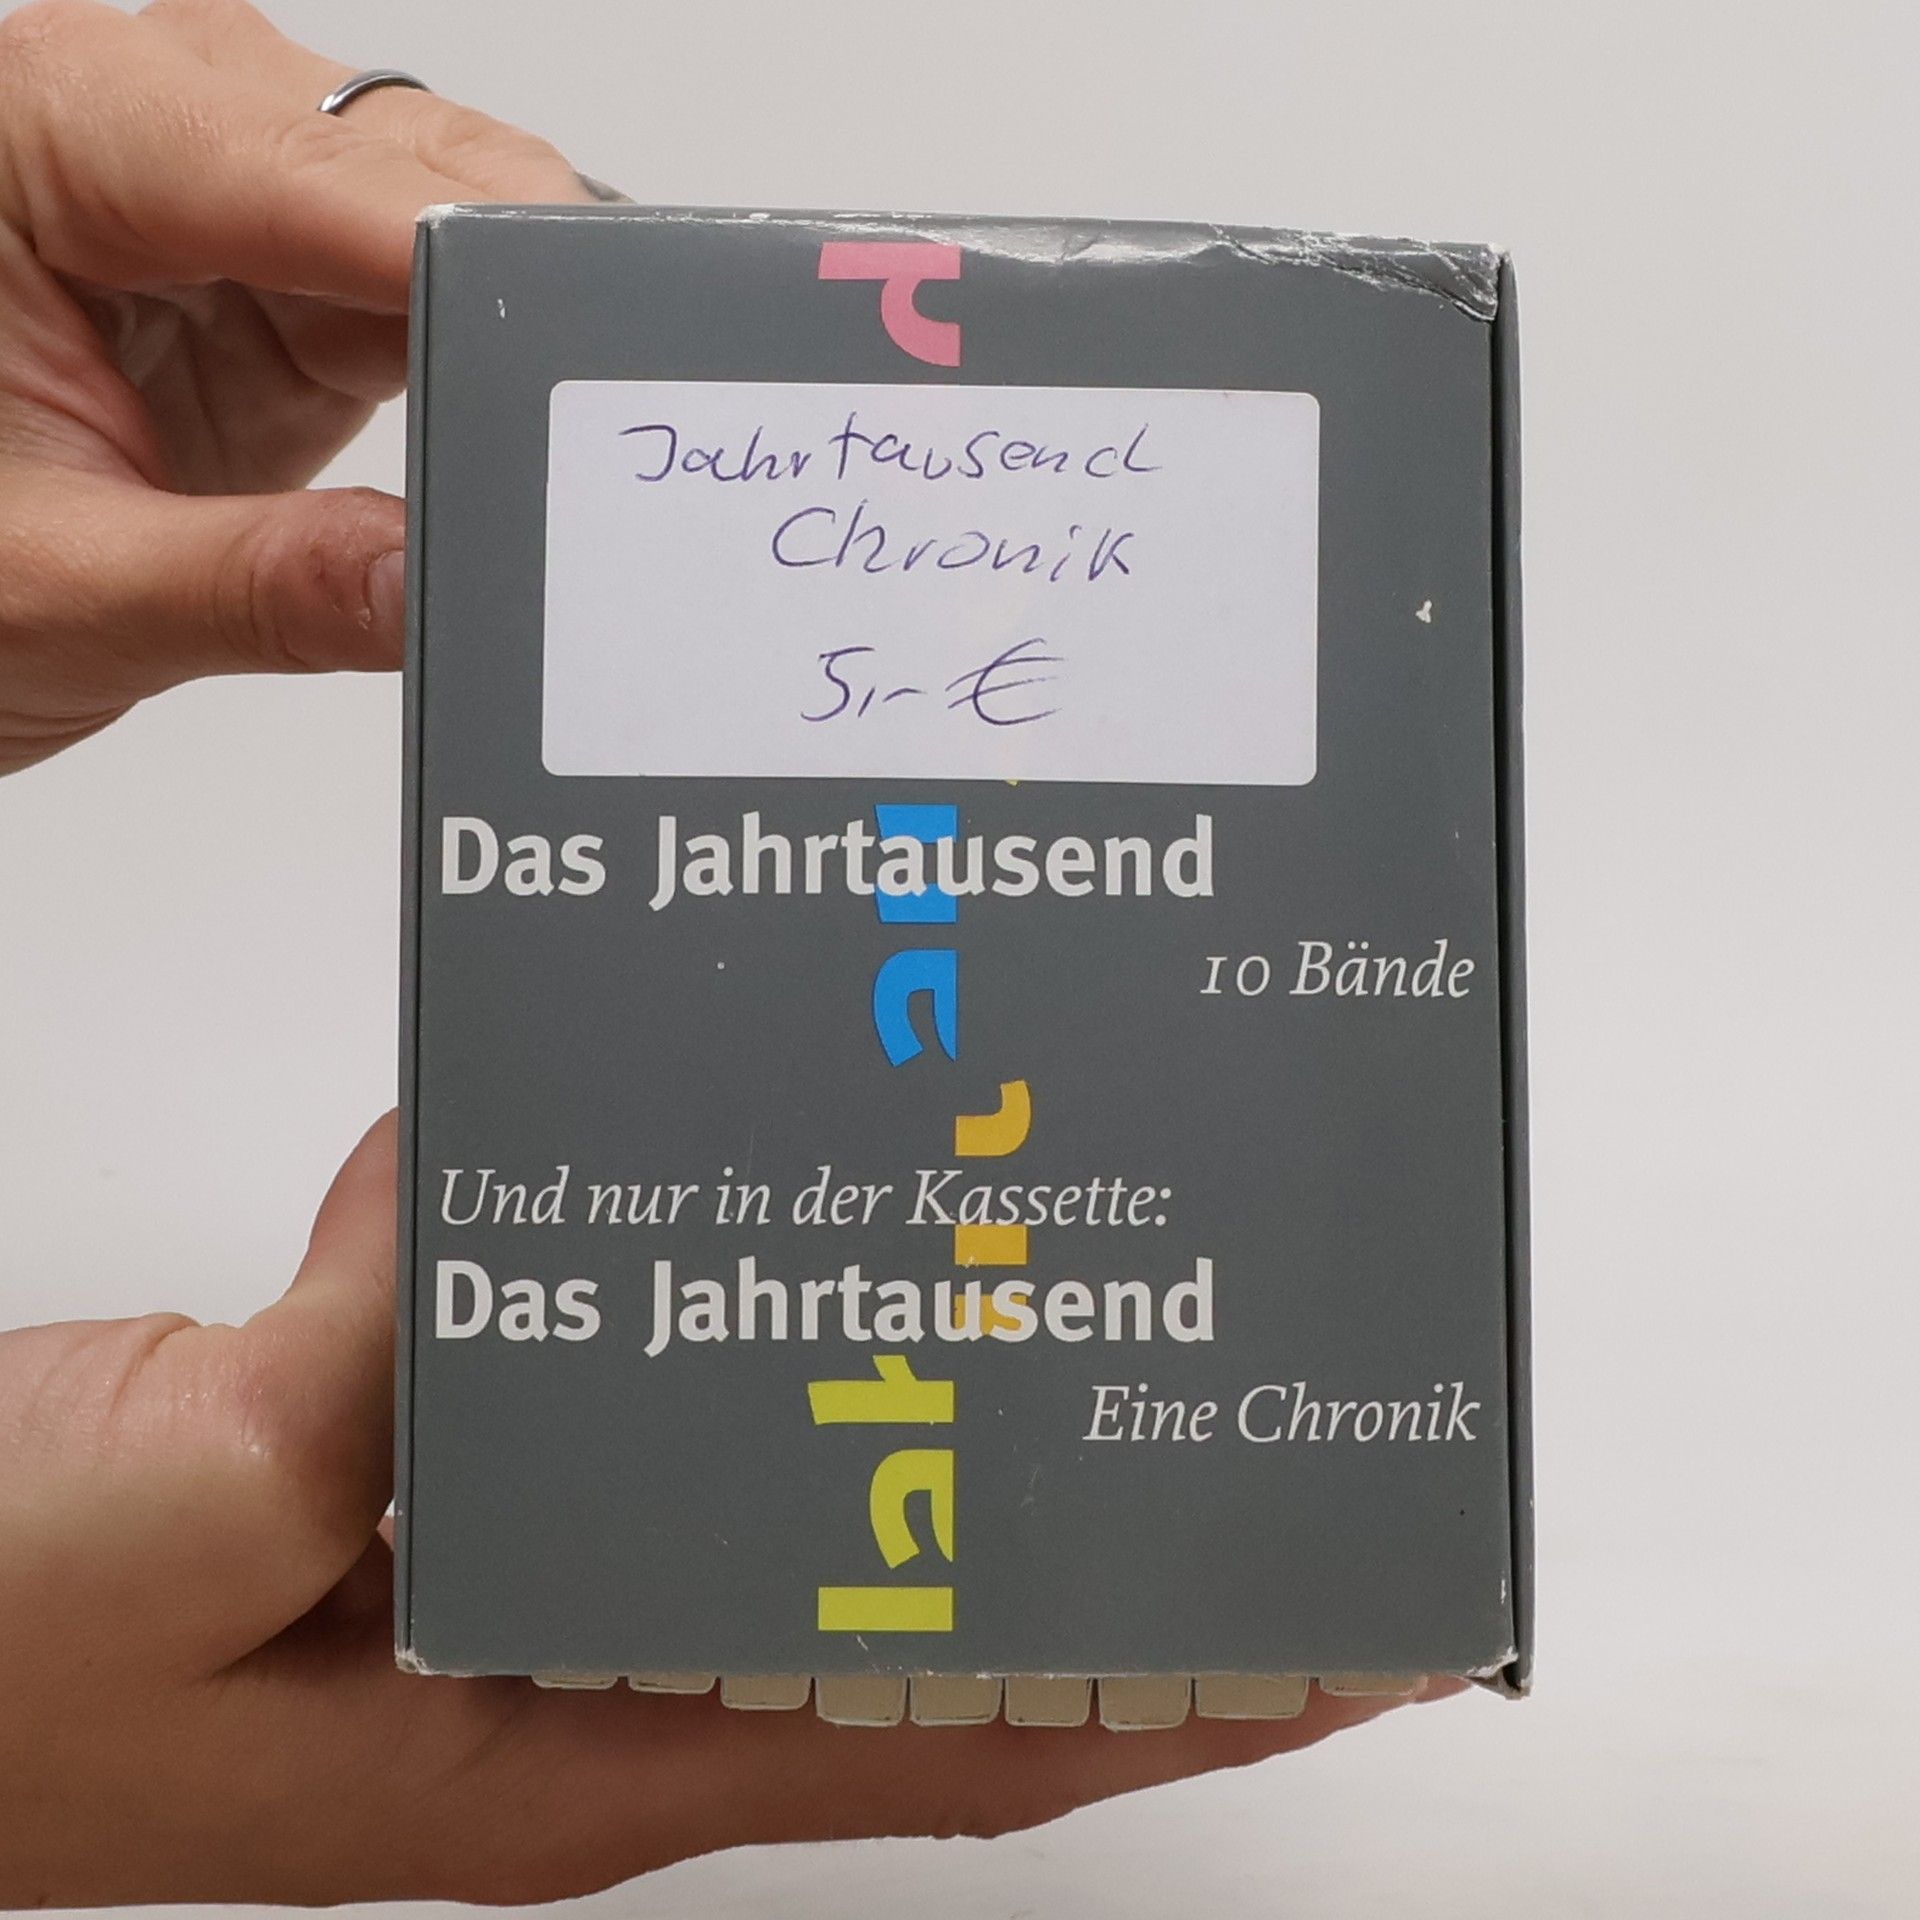 Jahrtausend
Chronik
5,- €
Das Jahrtausend
10 Bände
Und nur in der Kassette:
Das Jahrtausend
Eine Chronik